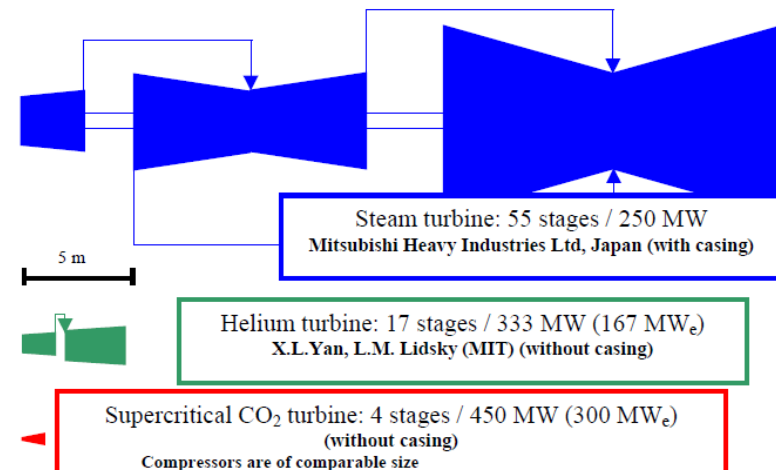 Steam turbine: 55 stages / 250 MW
Mitsubishi Heavy Industries Ltd, Japan (with casing)
5 m
Helium turbine: 17 stages / 333 MW (167 MWₑ)
X.L.Yan, L.M. Lidsky (MIT) (without casing)
Supercritical CO₂ turbine: 4 stages / 450 MW (300 MWₑ)
(without casing)
Compressors are of comparable size